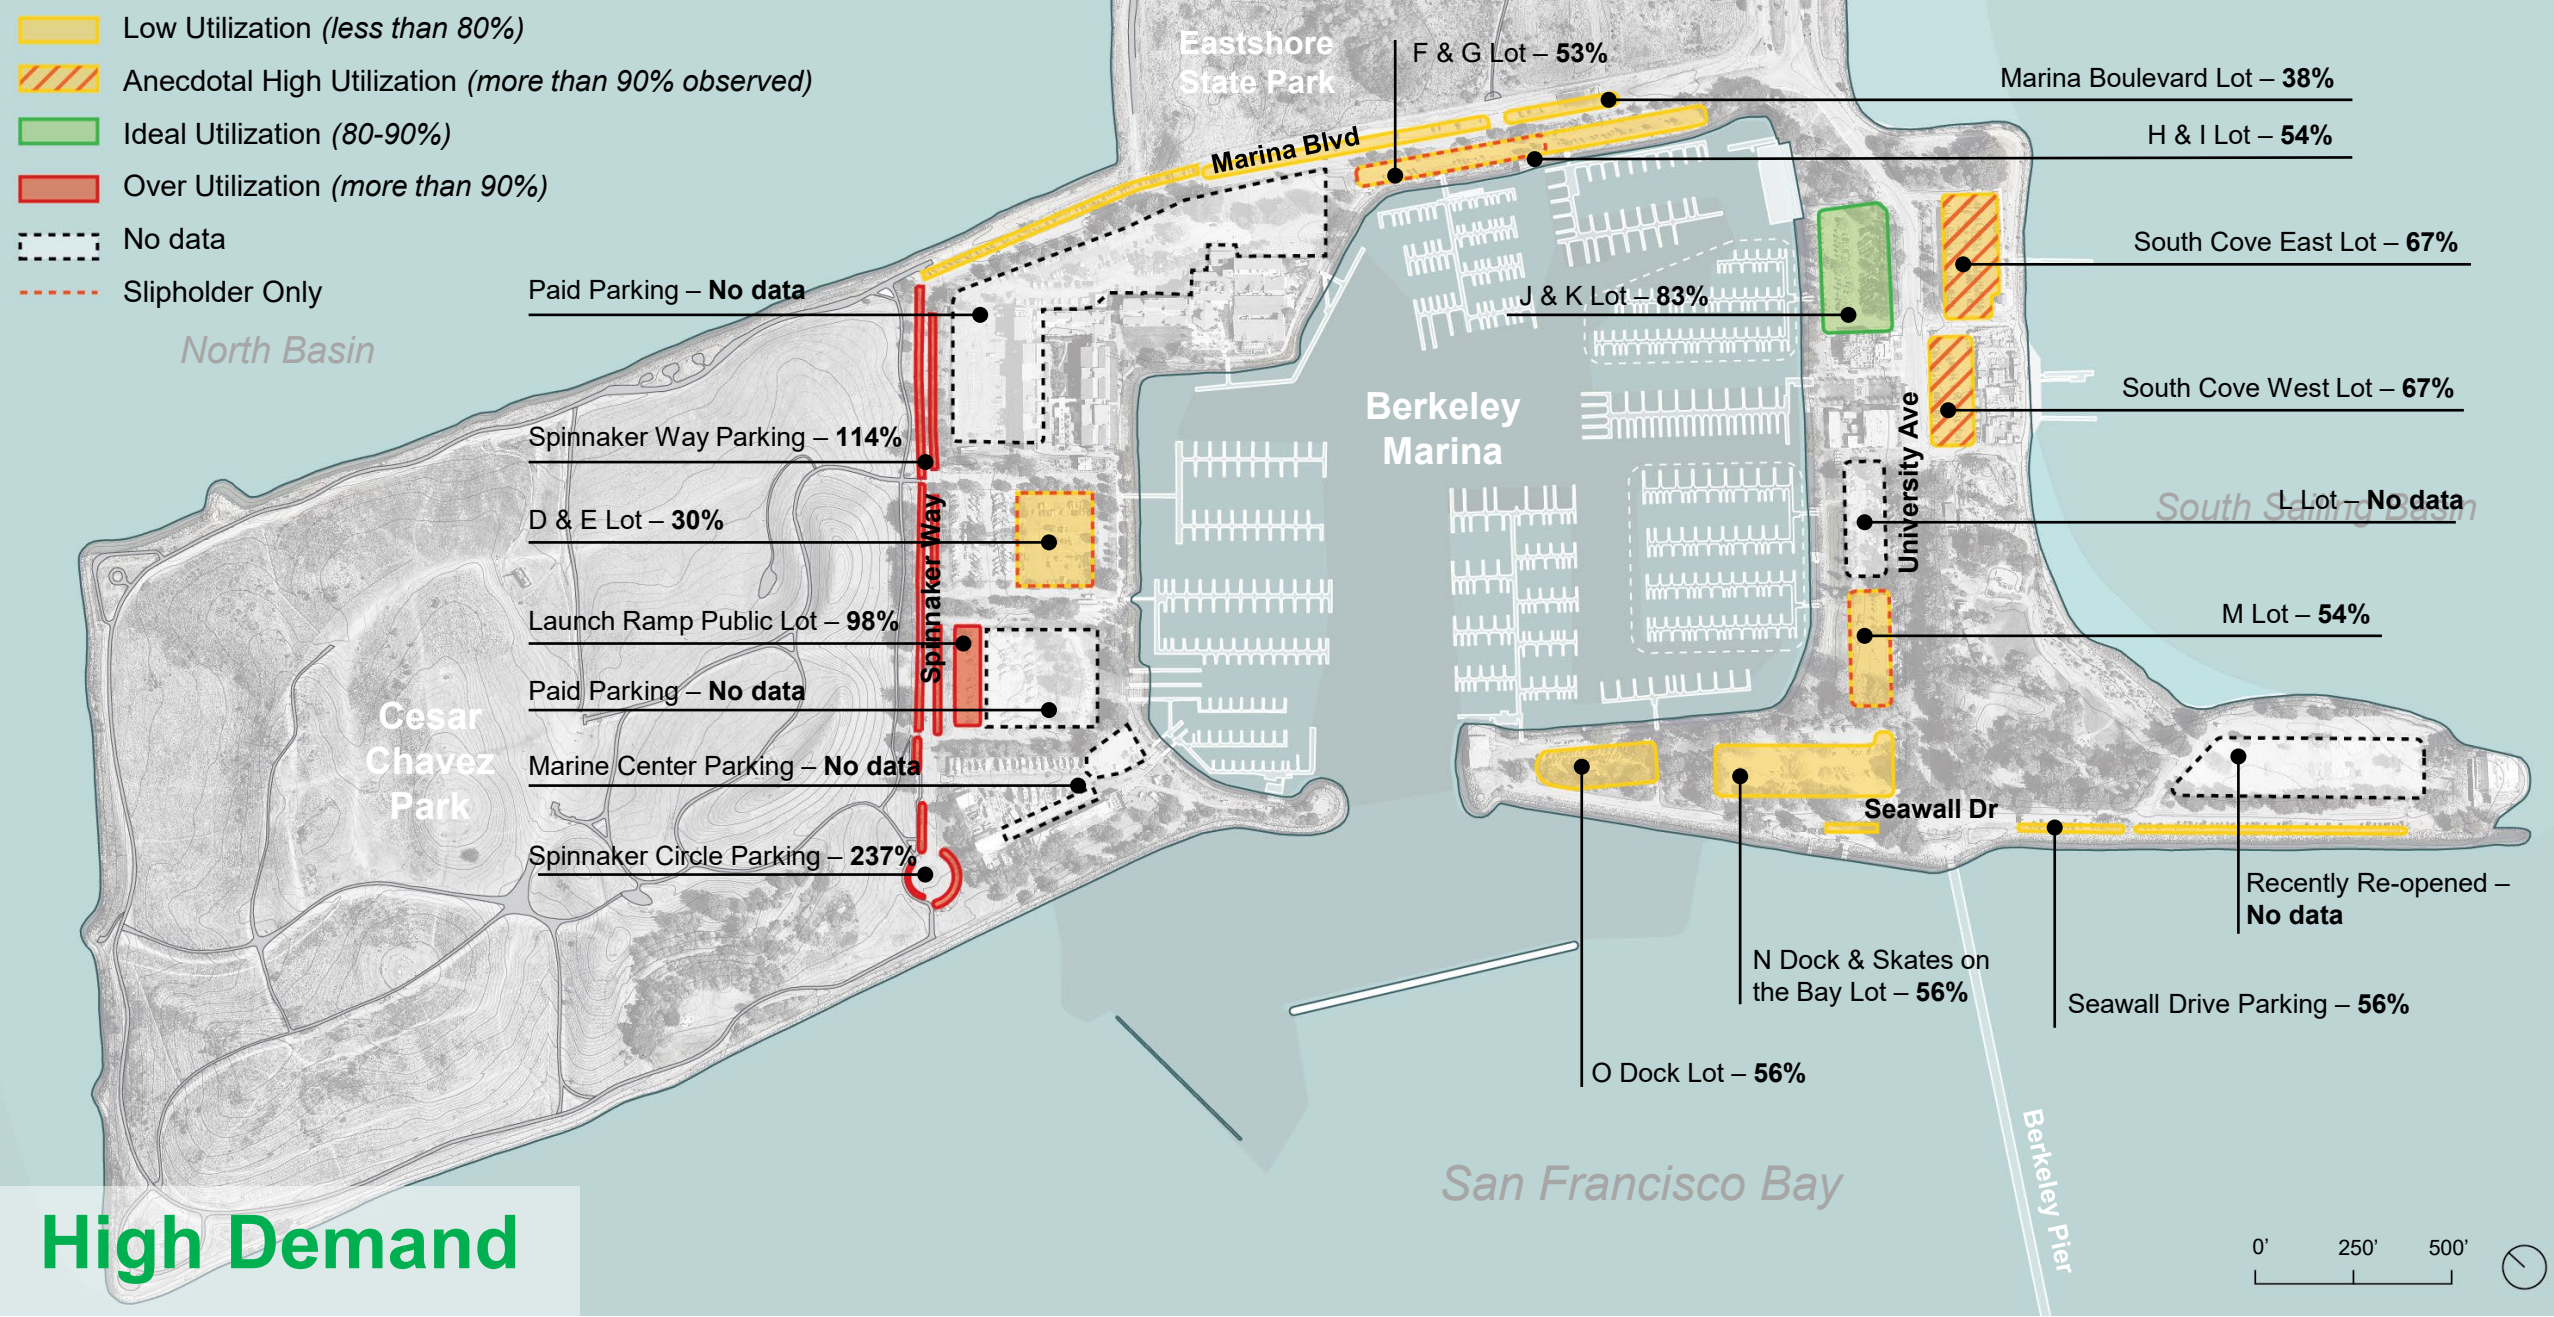 Low Utilization (less than 80%)
Anecdotal High Utilization (more than 90% observed)
Ideal Utilization (80-90%)
Over Utilization (more than 90%)
No data
Slipholder Only
North Basin
Eastshore
State Park
F & G Lot – 53%
Marina Boulevard Lot – 38%
H & I Lot – 54%
Marina Blvd
South Cove East Lot – 67%
Paid Parking – No data
J & K Lot – 83%
South Cove West Lot – 67%
Berkeley
Marina
Spinnaker Way Parking – 114%
University Ave
L Lot – No data
South Sailing Basin
D & E Lot – 30%
Spinnaker Way
Launch Ramp Public Lot – 98%
M Lot – 54%
Paid Parking – No data
Cesar
Chavez
Park
Marine Center Parking – No data
Seawall Dr
Spinnaker Circle Parking – 237%
Recently Re-opened –
No data
N Dock & Skates on
the Bay Lot – 56%
Seawall Drive Parking – 56%
O Dock Lot – 56%
San Francisco Bay
Berkeley Pier
High Demand
0' 250' 500'